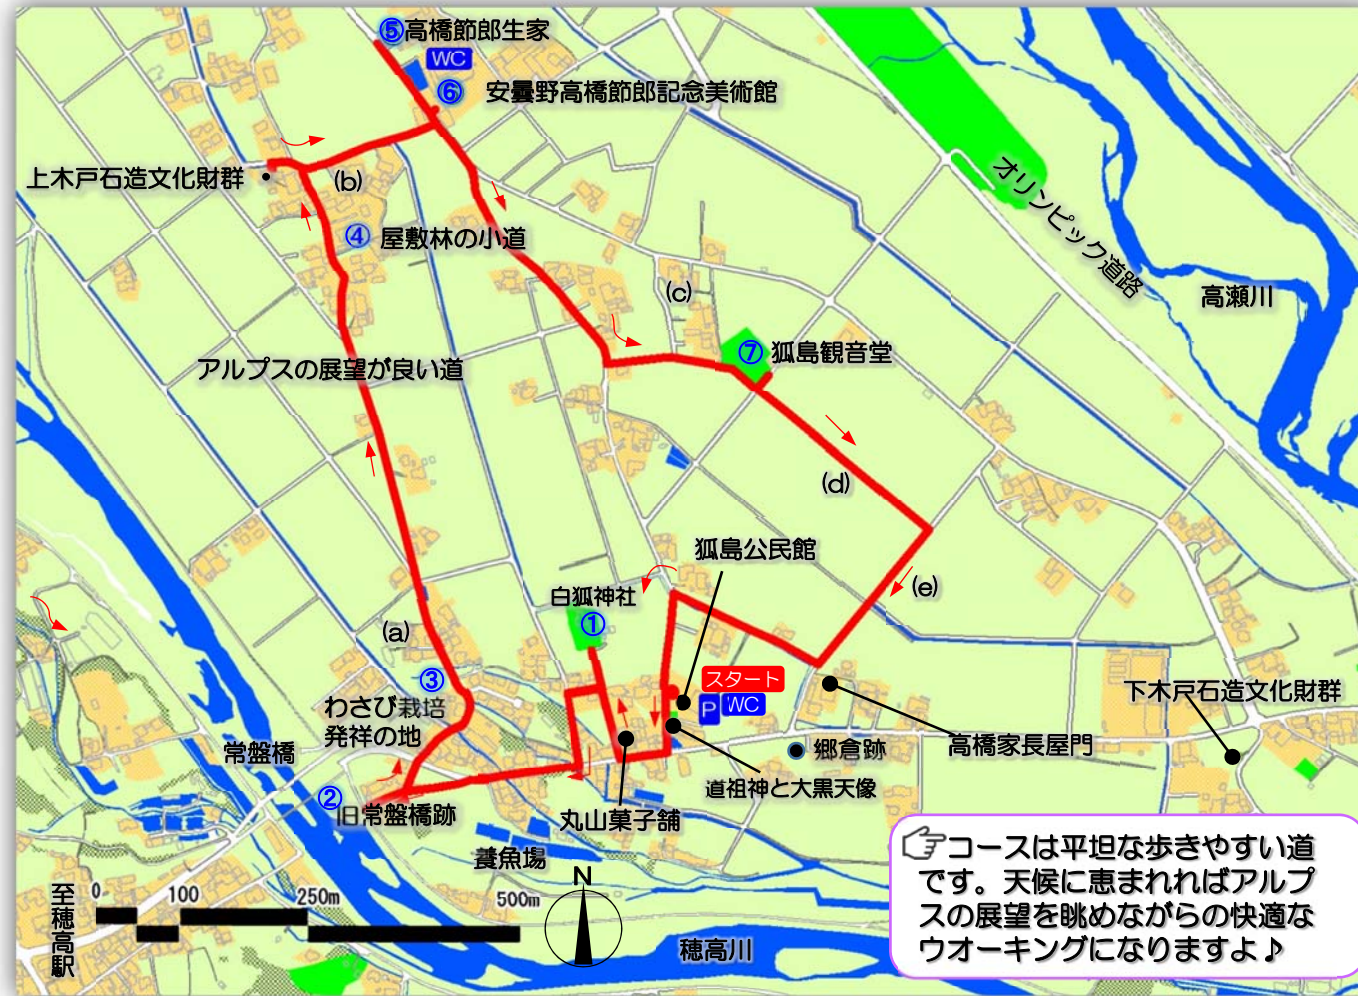 ⑤高橋節郎生家
WC
⑥ 安曇野高橋節郎記念美術館
上木戸石造文化財群
(b)
④ 屋敷林の小道
オリンピック道路
高瀬川
(c)
⑦ 狐島観音堂
アルプスの展望が良い道
(d)
狐島公民館
(e)
白狐神社
①
(a)
③
わさび栽培
発祥の地
スタート
P WC
下木戸石造文化財群
常盤橋
郷倉跡
高橋家長屋門
道祖神と大黒天像
②
旧常盤橋跡
丸山菓子舗
養魚場
N
至穂高駅
0 100 250m 500m
穂高川
☞コースは平坦な歩きやすい道
です。天候に恵まれればアルプ
スの展望を眺めながらの快適な
ウオーキングになりますよ♪